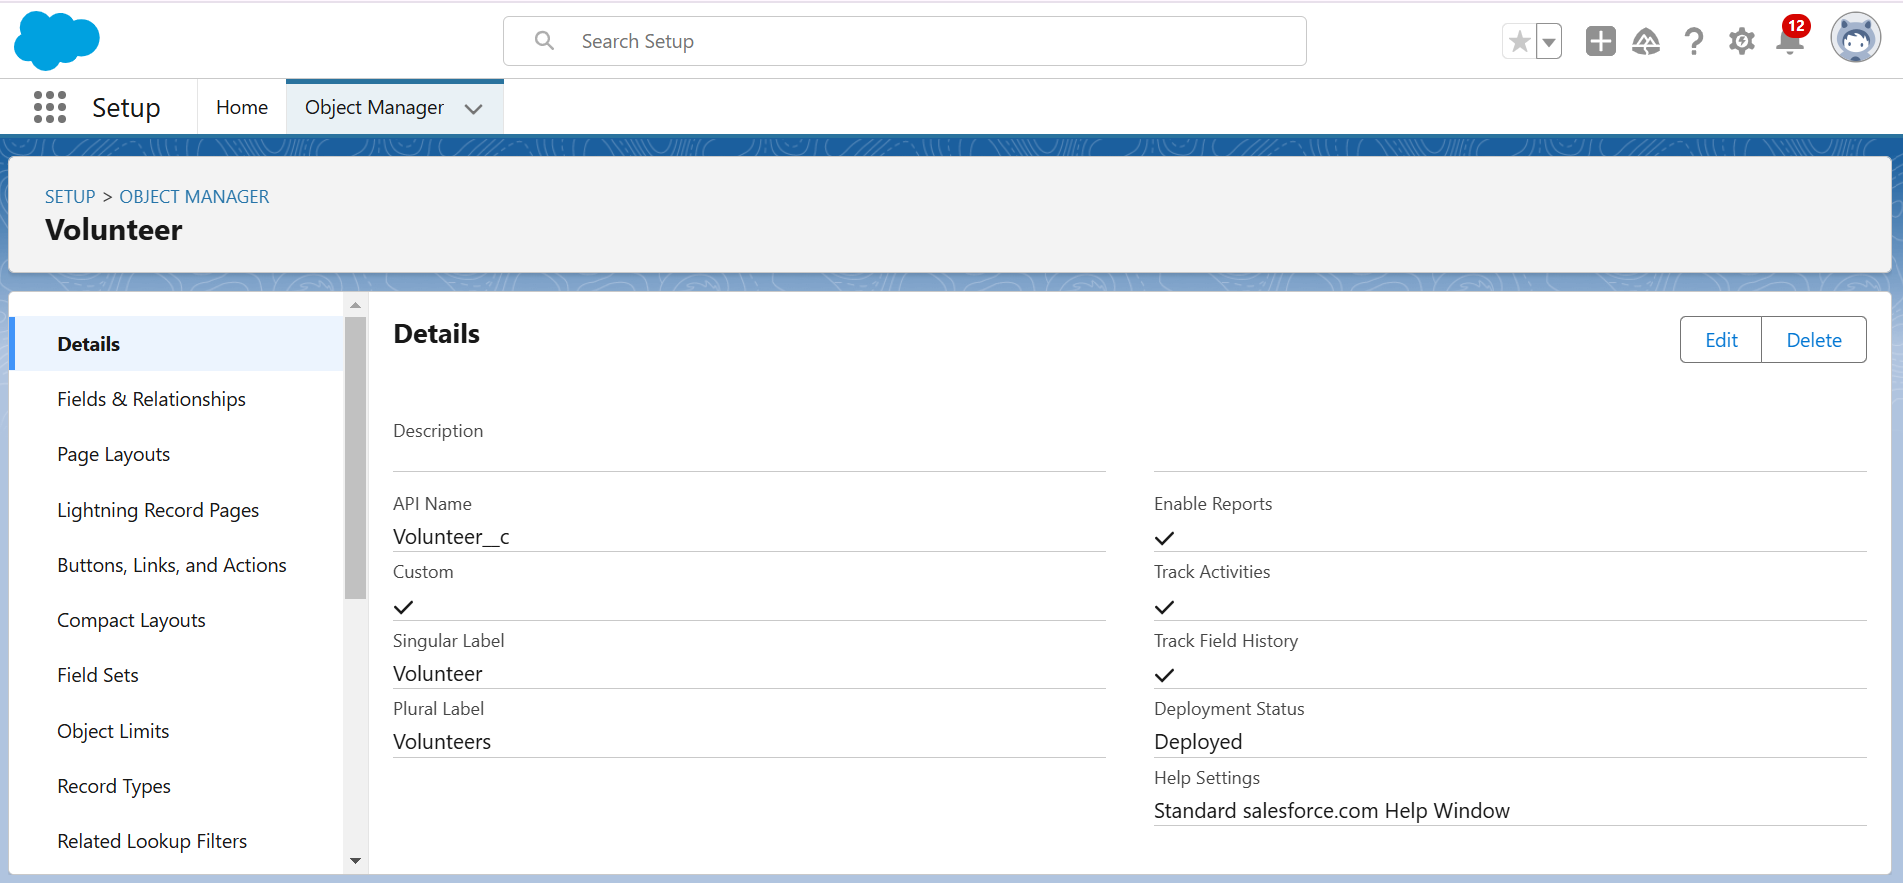 Search Setup
12
Setup
Home
Object Manager
SETUP > OBJECT MANAGER
Volunteer
Details
Fields & Relationships
Page Layouts
Lightning Record Pages
Buttons, Links, and Actions
Compact Layouts
Field Sets
Object Limits
Record Types
Related Lookup Filters
Details
Edit
Delete
Description
API Name
Volunteer__c
Custom
Singular Label
Volunteer
Plural Label
Volunteers
Enable Reports
Track Activities
Track Field History
Deployment Status
Deployed
Help Settings
Standard salesforce.com Help Window